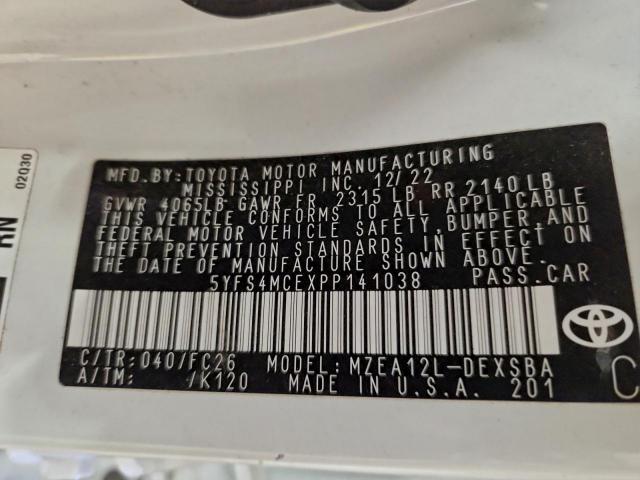 MFD. BY: TOYOTA MOTOR MANUFACTURING
MISSISSIPPI INC. 12/22
GVWR 4065LB GAWR FR 2315 LB RR 2140 LB
THIS VEHICLE CONFORMS TO ALL APPLICABLE
FEDERAL MOTOR VEHICLE SAFETY, BUMPER, AND
THEFT PREVENTION STANDARDS IN EFFECT ON
THE DATE OF MANUFACTURE SHOWN ABOVE.
5YFS4MCEXPP141038 PASS. CAR
C/TR: 040/FC26 MODEL: MZEA12L-DEXSBA
A/TM: /K120 MADE IN U.S.A. 201
C
02Q30
RN